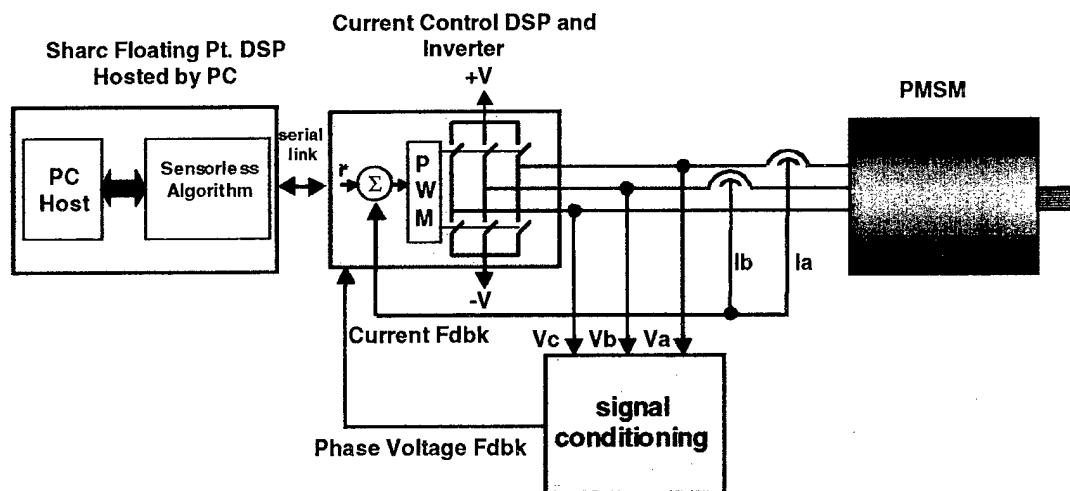 Sharc Floating Pt. DSP
Hosted by PC
Current Control DSP and
Inverter
+V
PMSM
PC
Host
Sensorless
Algorithm
serial
link
r
Σ
P
W
M
-V
Ib
Ia
Current Fdbk
Vc
Vb
Va
signal
conditioning
Phase Voltage Fdbk